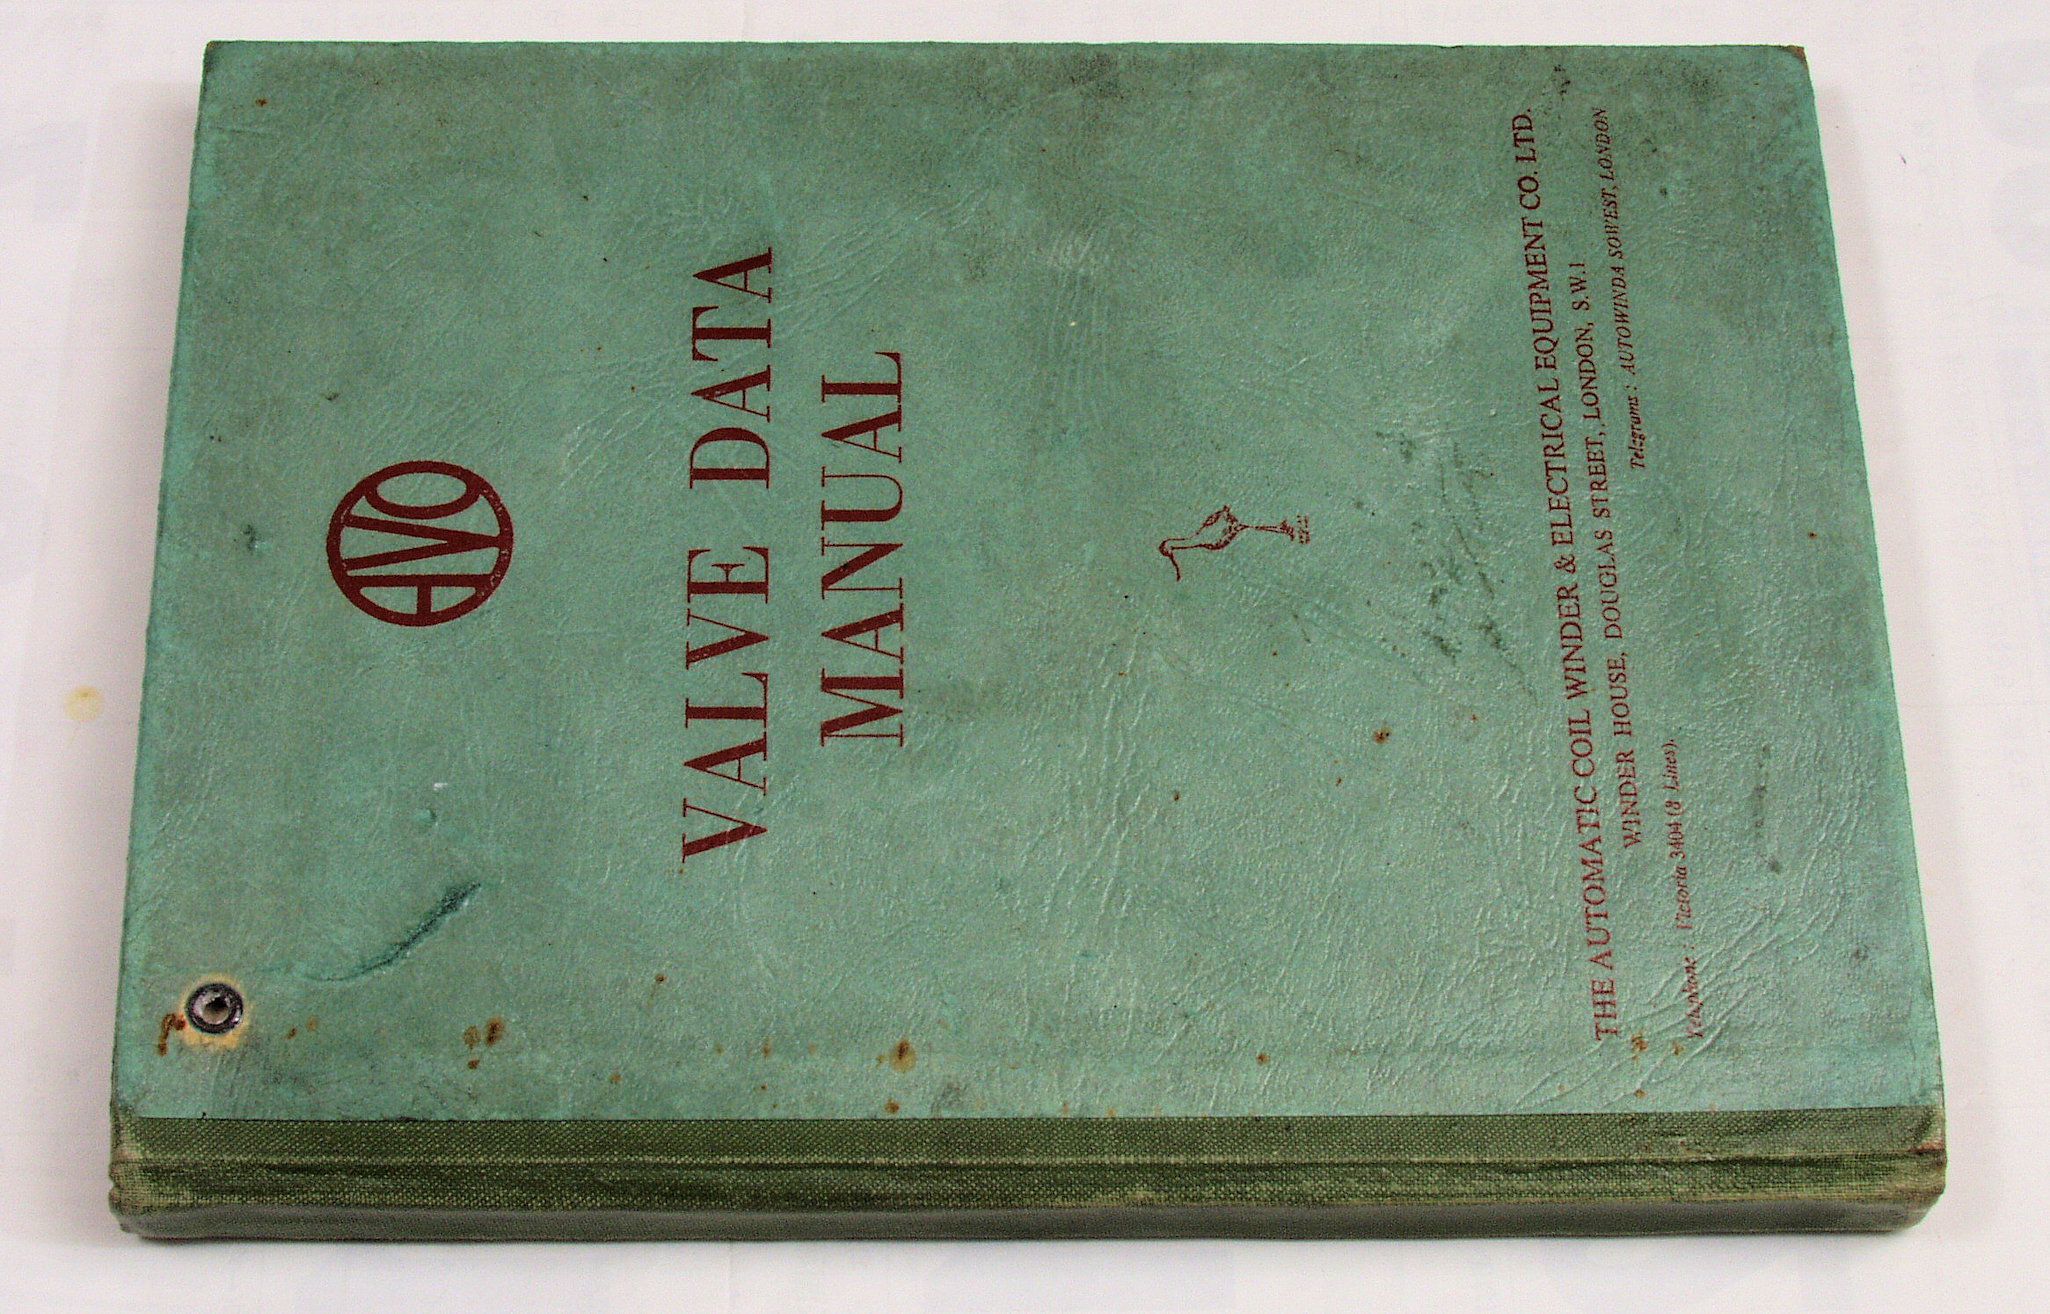 AVO
VALVE DATA
MANUAL
THE AUTOMATIC COIL WINDER & ELECTRICAL EQUIPMENT CO. LTD.
WINDER HOUSE, DOUGLAS STREET, LONDON, S.W.1
Telephone : Victoria 3404 (8 Lines). Telegrams : AUTOWINDA SOWEST, LONDON